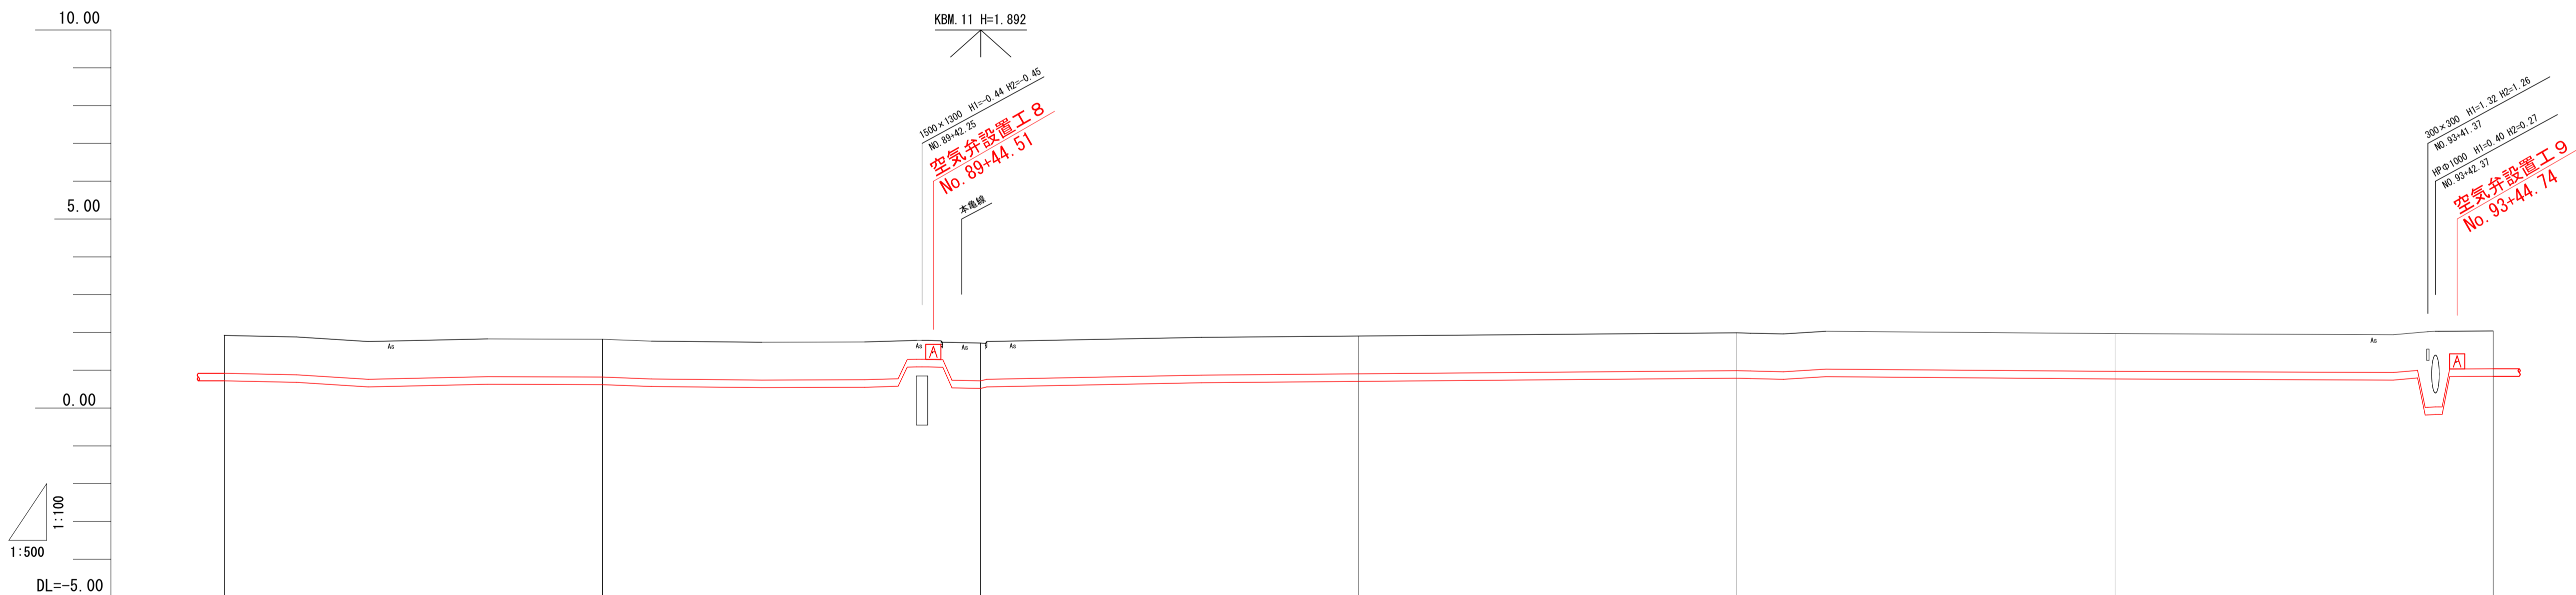 10.00
KBM.11 H=1.892
1500×1300 H1=-0.44 H2=-0.45
NO.89+42.25
空気弁設置工8
No.89+44.51
本亀線
300×300 H1=1.32 H2=1.26
NO.93+41.37
HPΦ1000 H1=0.40 H2=0.27
NO.93+42.37
空気弁設置工9
No.93+44.74
5.00
As
As
A
As
As
As
A
0.00
1:100
1:500
DL=-5.00